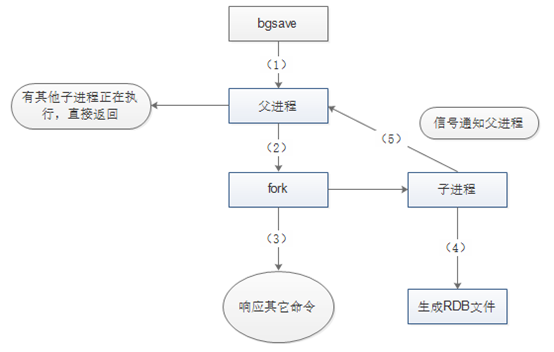 bgsave
（1）
有其他子进程正在执
行，直接返回
父进程
信号通知父进程
（5）
（2）
fork
子进程
（3）
（4）
响应其它命令
生成RDB文件